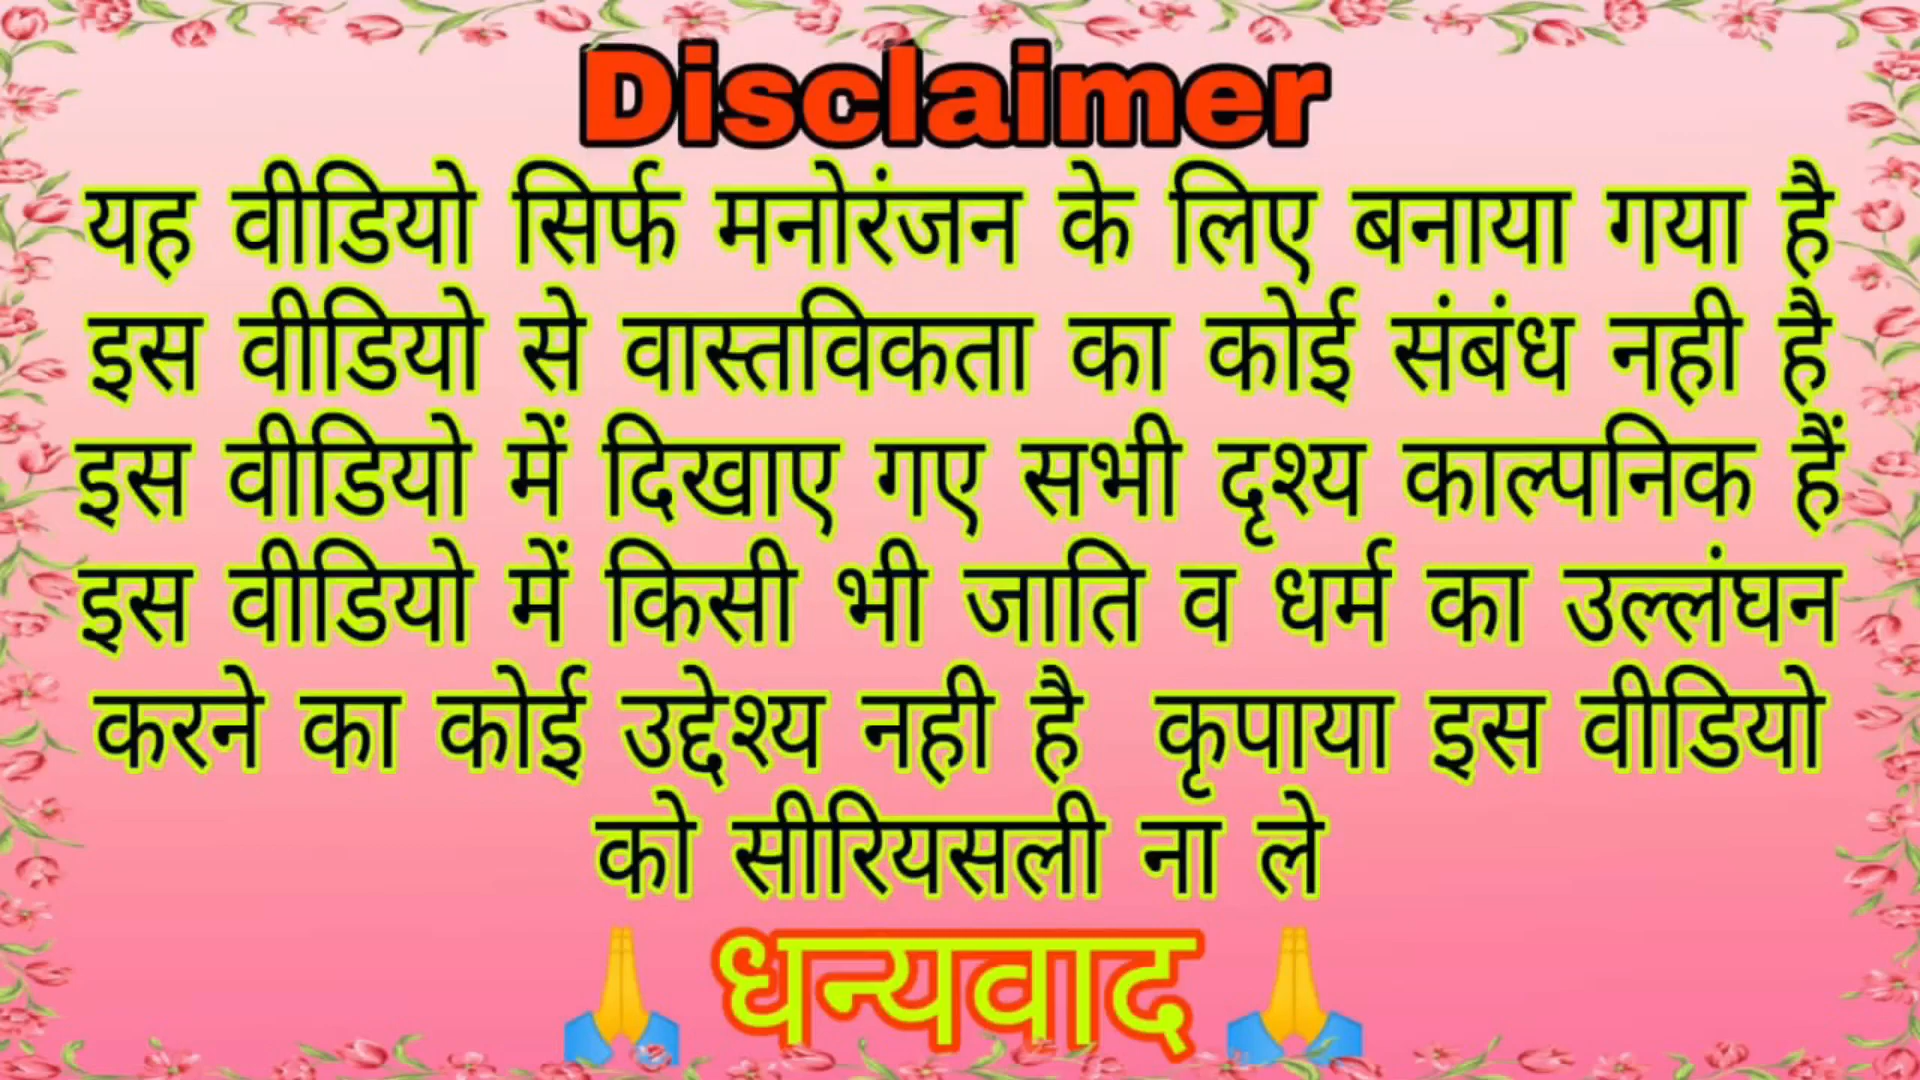 Disclaimer
यह वीडियो सिर्फ मनोरंजन के लिए बनाया गया है
इस वीडियो से वास्तविकता का कोई संबंध नही है
इस वीडियो में दिखाए गए सभी दृश्य काल्पनिक हैं
इस वीडियो में किसी भी जाति व धर्म का उल्लंघन
करने का कोई उद्देश्य नही है कृपाया इस वीडियो
को सीरियसली ना ले
🙏 धन्यवाद 🙏